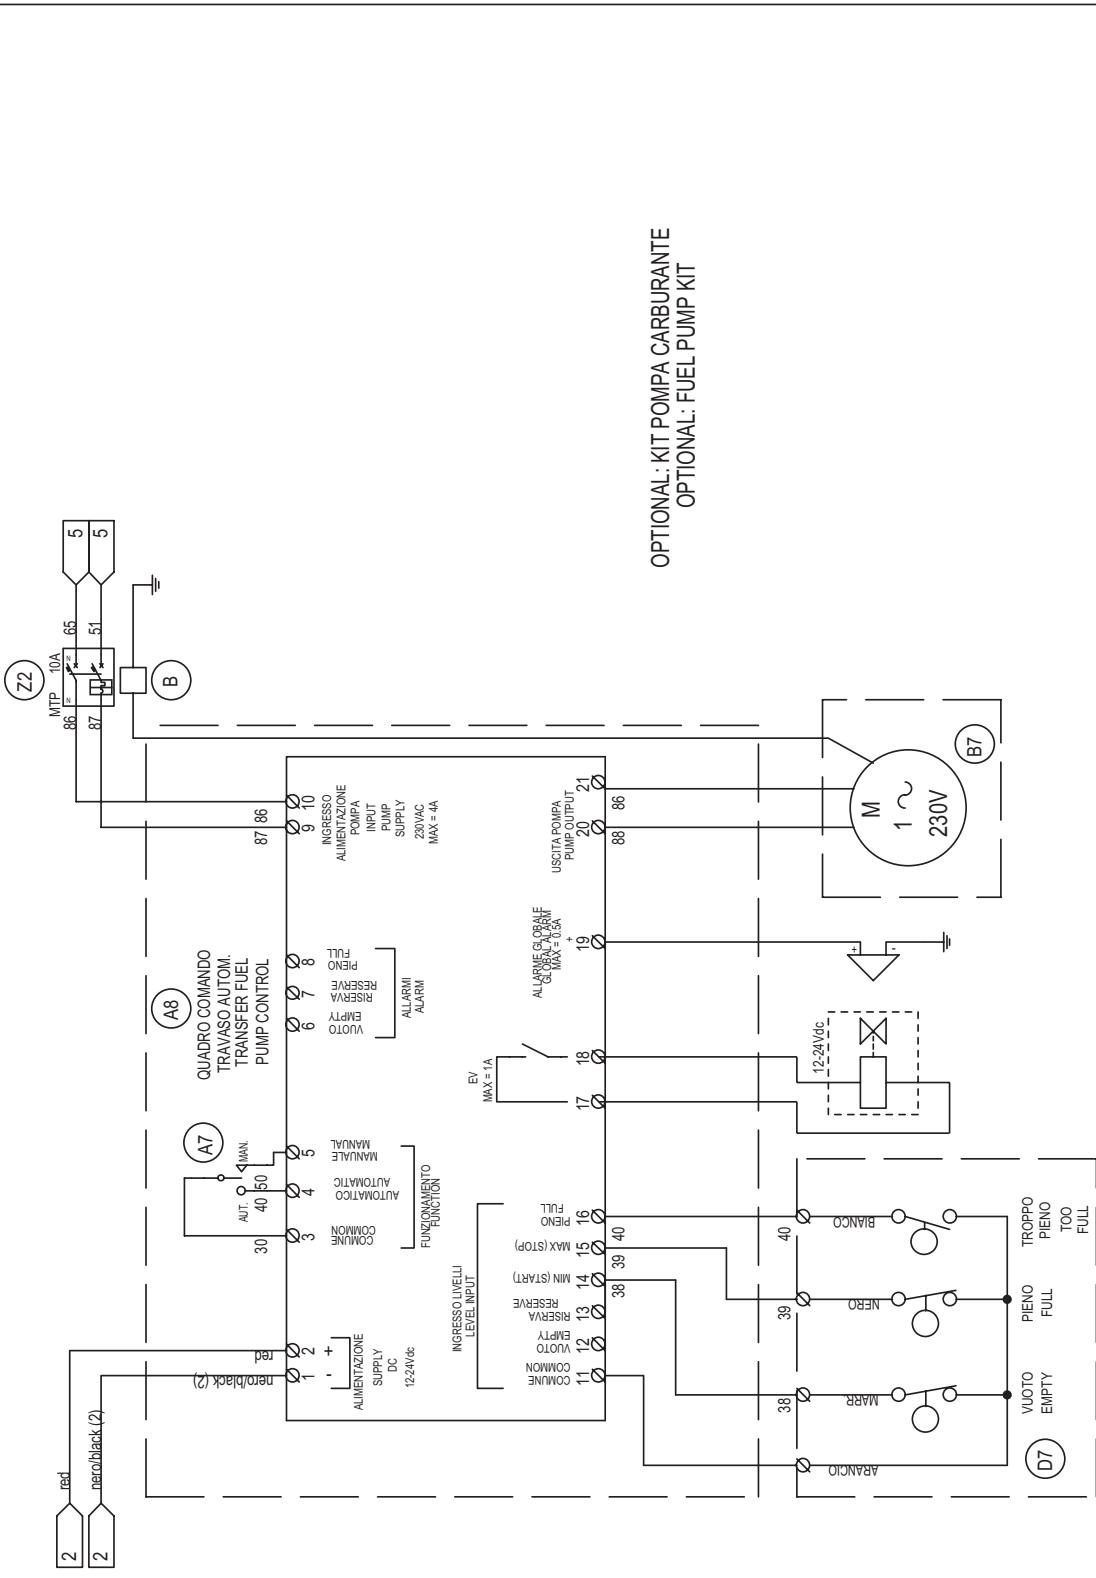 OPTIONAL: KIT POMPA CARBURANTE
OPTIONAL: FUEL PUMP KIT
Z2
MTP
10A
N
N
65
51
5
5
86
87
B
A8
QUADRO COMANDO
TRAVASO AUTOM.
TRANSFER FUEL
PUMP CONTROL
A7
AUT.
MAN.
30
40
50
2
red
2
nero/black (2)
nero/black (2)
red
1
2
-
+
ALIMENTAZIONE
SUPPLY
DC
12-24Vdc
3
COMUNE
COMMON
4
AUTOMATICO
AUTOMATIC
5
MANUALE
MANUAL
FUNZIONAMENTO
FUNCTION
6
VUOTO
EMPTY
7
RISERVA
RESERVE
8
PIENO
FULL
ALLARMI
ALARM
87
86
9
10
INGRESSO
ALIMENTAZIONE
POMPA
INPUT
PUMP
SUPPLY
230VAC
MAX = 4A
INGRESSO LIVELLI
LEVEL INPUT
COMUNE
COMMON
11
VUOTO
EMPTY
12
RISERVA
RESERVE
13
MIN (START)
14
38
MAX (STOP)
15
39
PIENO
FULL
16
40
EV
MAX = 1A
17
18
ALLARME GLOBALE
GLOBAL ALARM
MAX = 0.5A
+
19
USCITA POMPA
PUMP OUTPUT
20
21
88
86
M
1
230V
B7
+
-
12-24Vdc
ARANCIO
38
MARR.
39
NERO
40
BIANCO
D7
VUOTO
EMPTY
PIENO
FULL
TROPPO
PIENO
TOO
FULL